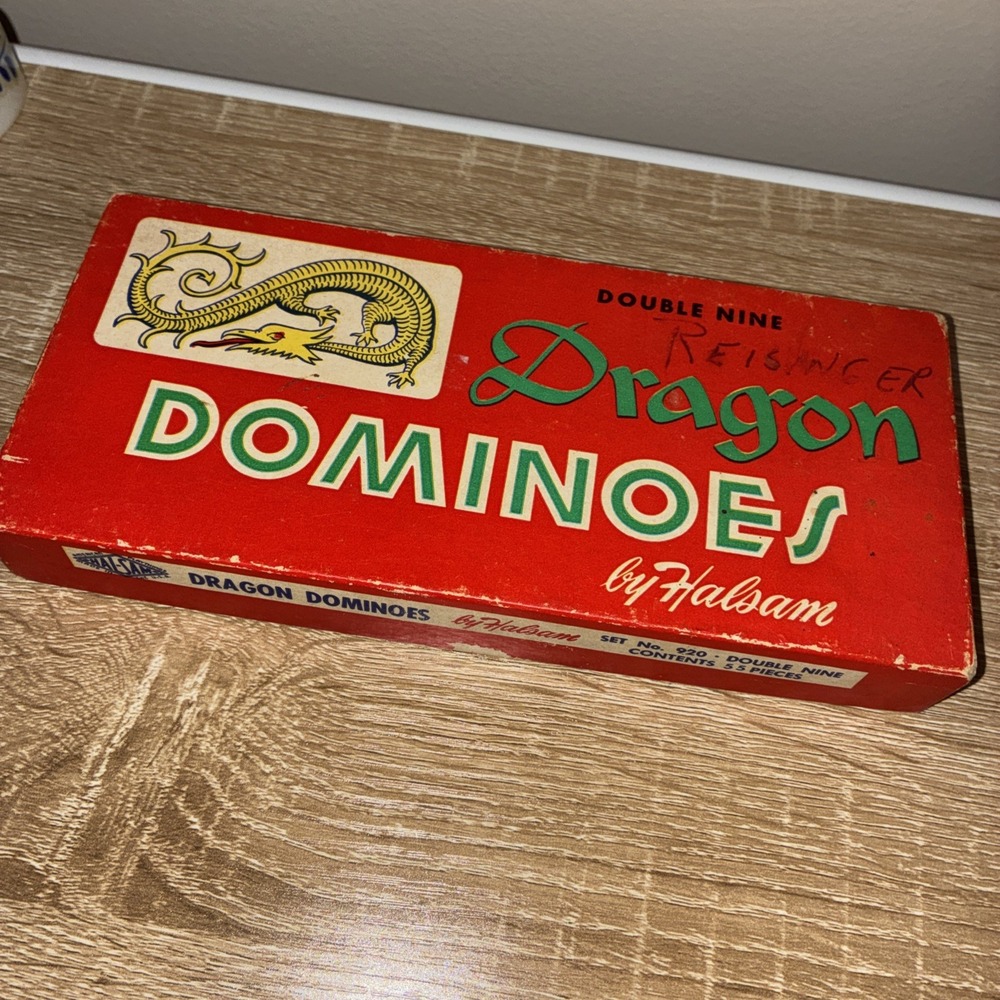 DOUBLE NINE
REISINGER
Dragon
DOMINOES
by Halsam
HALSAM
DRAGON DOMINOES by Halsam SET No. 920 - DOUBLE NINE
CONTENTS 55 PIECES